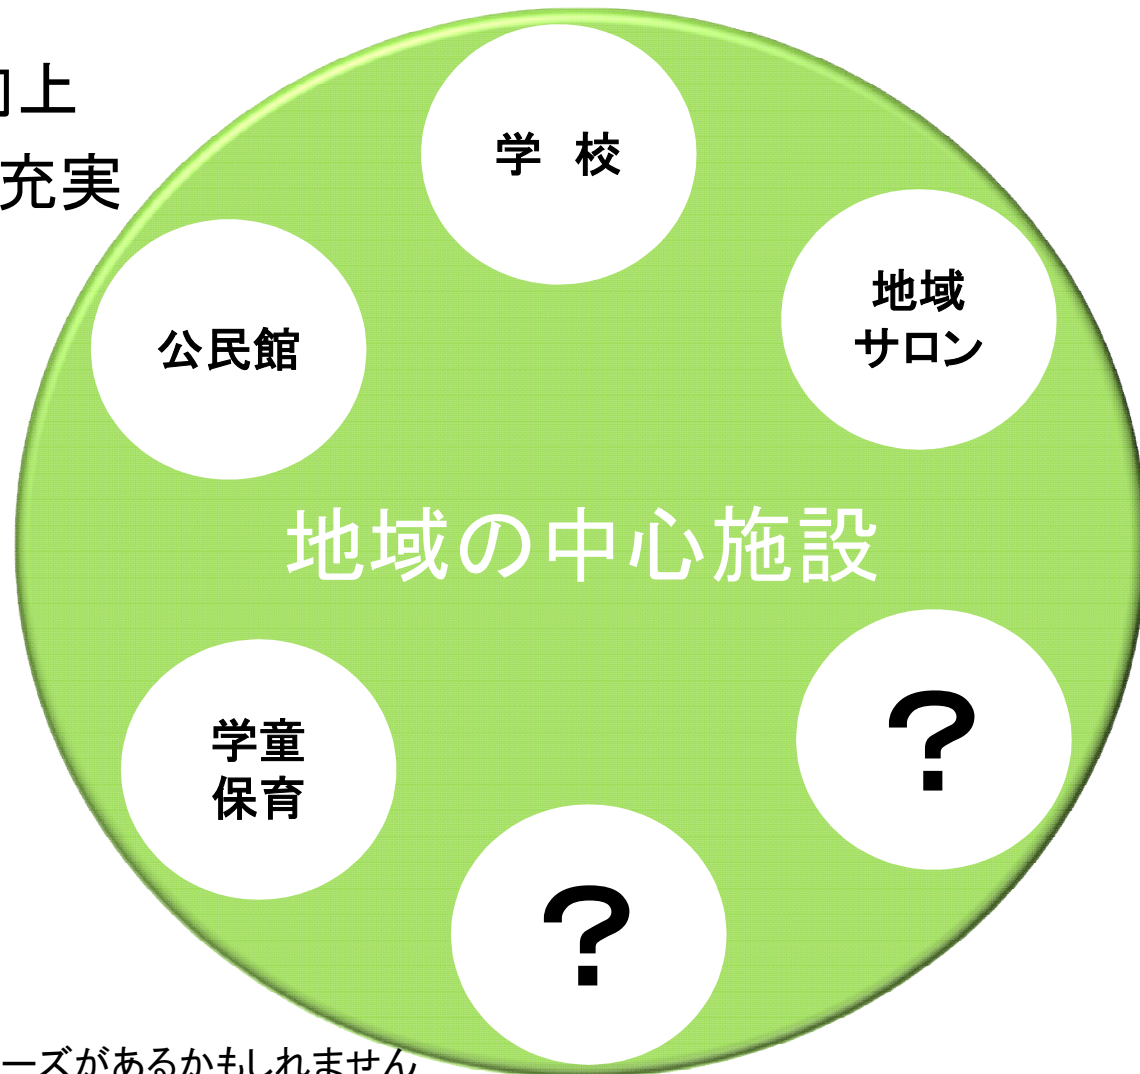 向上
充実
学 校
地域
サロン
公民館
地域の中心施設
学童
保育
?
?
ーズがあるかもしれません